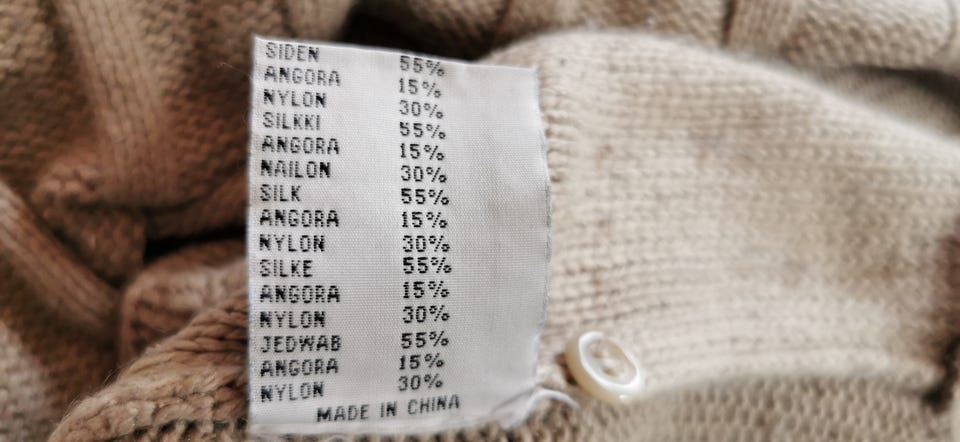 SIDEN 55%
ANGORA 15%
NYLON 30%
SILKKI 55%
ANGORA 15%
NAILON 30%
SILK 55%
ANGORA 15%
NYLON 30%
SILKE 55%
ANGORA 15%
NYLON 30%
JEDWAB 55%
ANGORA 15%
NYLON 30%
MADE IN CHINA